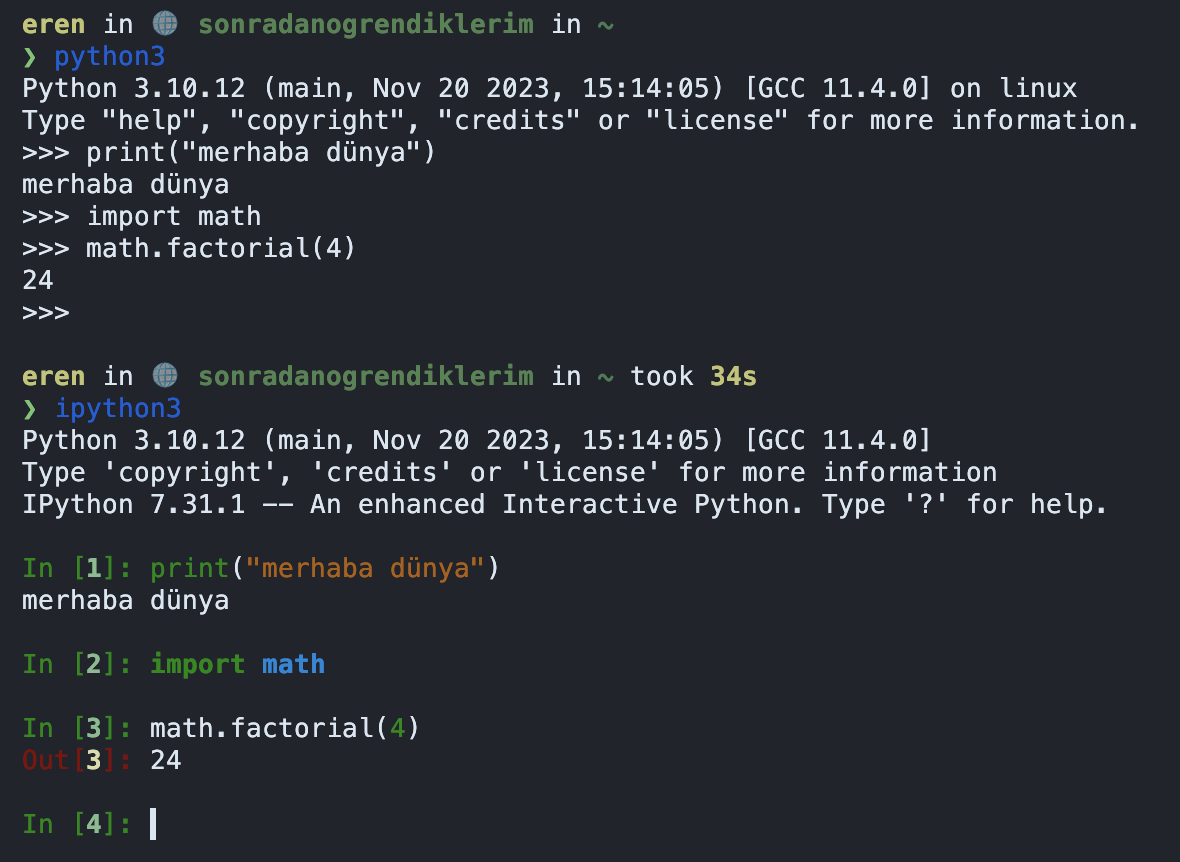 eren in 🌐 sonradanogrendiklerim in ~
❯ python3
Python 3.10.12 (main, Nov 20 2023, 15:14:05) [GCC 11.4.0] on linux
Type "help", "copyright", "credits" or "license" for more information.
>>> print("merhaba dünya")
merhaba dünya
>>> import math
>>> math.factorial(4)
24
>>>
eren in 🌐 sonradanogrendiklerim in ~ took 34s
❯ ipython3
Python 3.10.12 (main, Nov 20 2023, 15:14:05) [GCC 11.4.0]
Type 'copyright', 'credits' or 'license' for more information
IPython 7.31.1 -- An enhanced Interactive Python. Type '?' for help.
In [1]: print("merhaba dünya")
merhaba dünya
In [2]: import math
In [3]: math.factorial(4)
Out[3]: 24
In [4]: